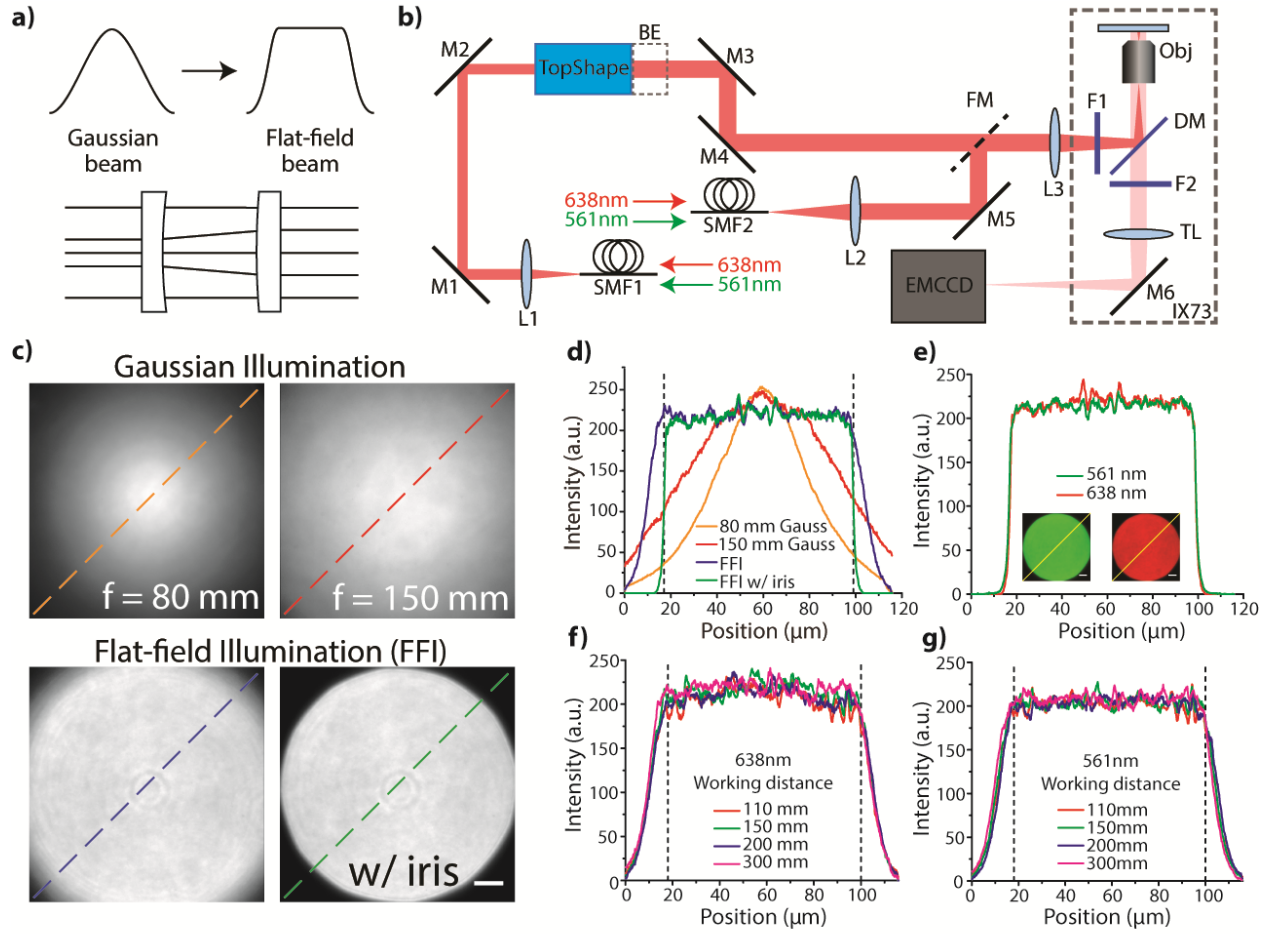 a)
Gaussian
beam
Flat-field
beam
b)
M2
TopShape
BE
M3
M4
FM
L3
F1
Obj
DM
F2
TL
M6
IX73
638nm
561nm
SMF2
L2
M5
M1
L1
SMF1
638nm
561nm
EMCCD
c)
Gaussian Illumination
f = 80 mm
f = 150 mm
Flat-field Illumination (FFI)
w/ iris
d)
Intensity (a.u.)
250
200
150
100
50
0
80 mm Gauss
150 mm Gauss
FFI
FFI w/ iris
0 20 40 60 80 100 120
Position (µm)
e)
Intensity (a.u.)
250
200
150
100
50
0
561 nm
638 nm
0 20 40 60 80 100 120
Position (µm)
f)
Intensity (a.u.)
250
200
150
100
50
0
638nm
Working distance
110 mm
150 mm
200 mm
300 mm
0 20 40 60 80 100
Position (µm)
g)
Intensity (a.u.)
250
200
150
100
50
0
561nm
Working distance
110mm
150mm
200mm
300mm
0 20 40 60 80 100
Position (µm)